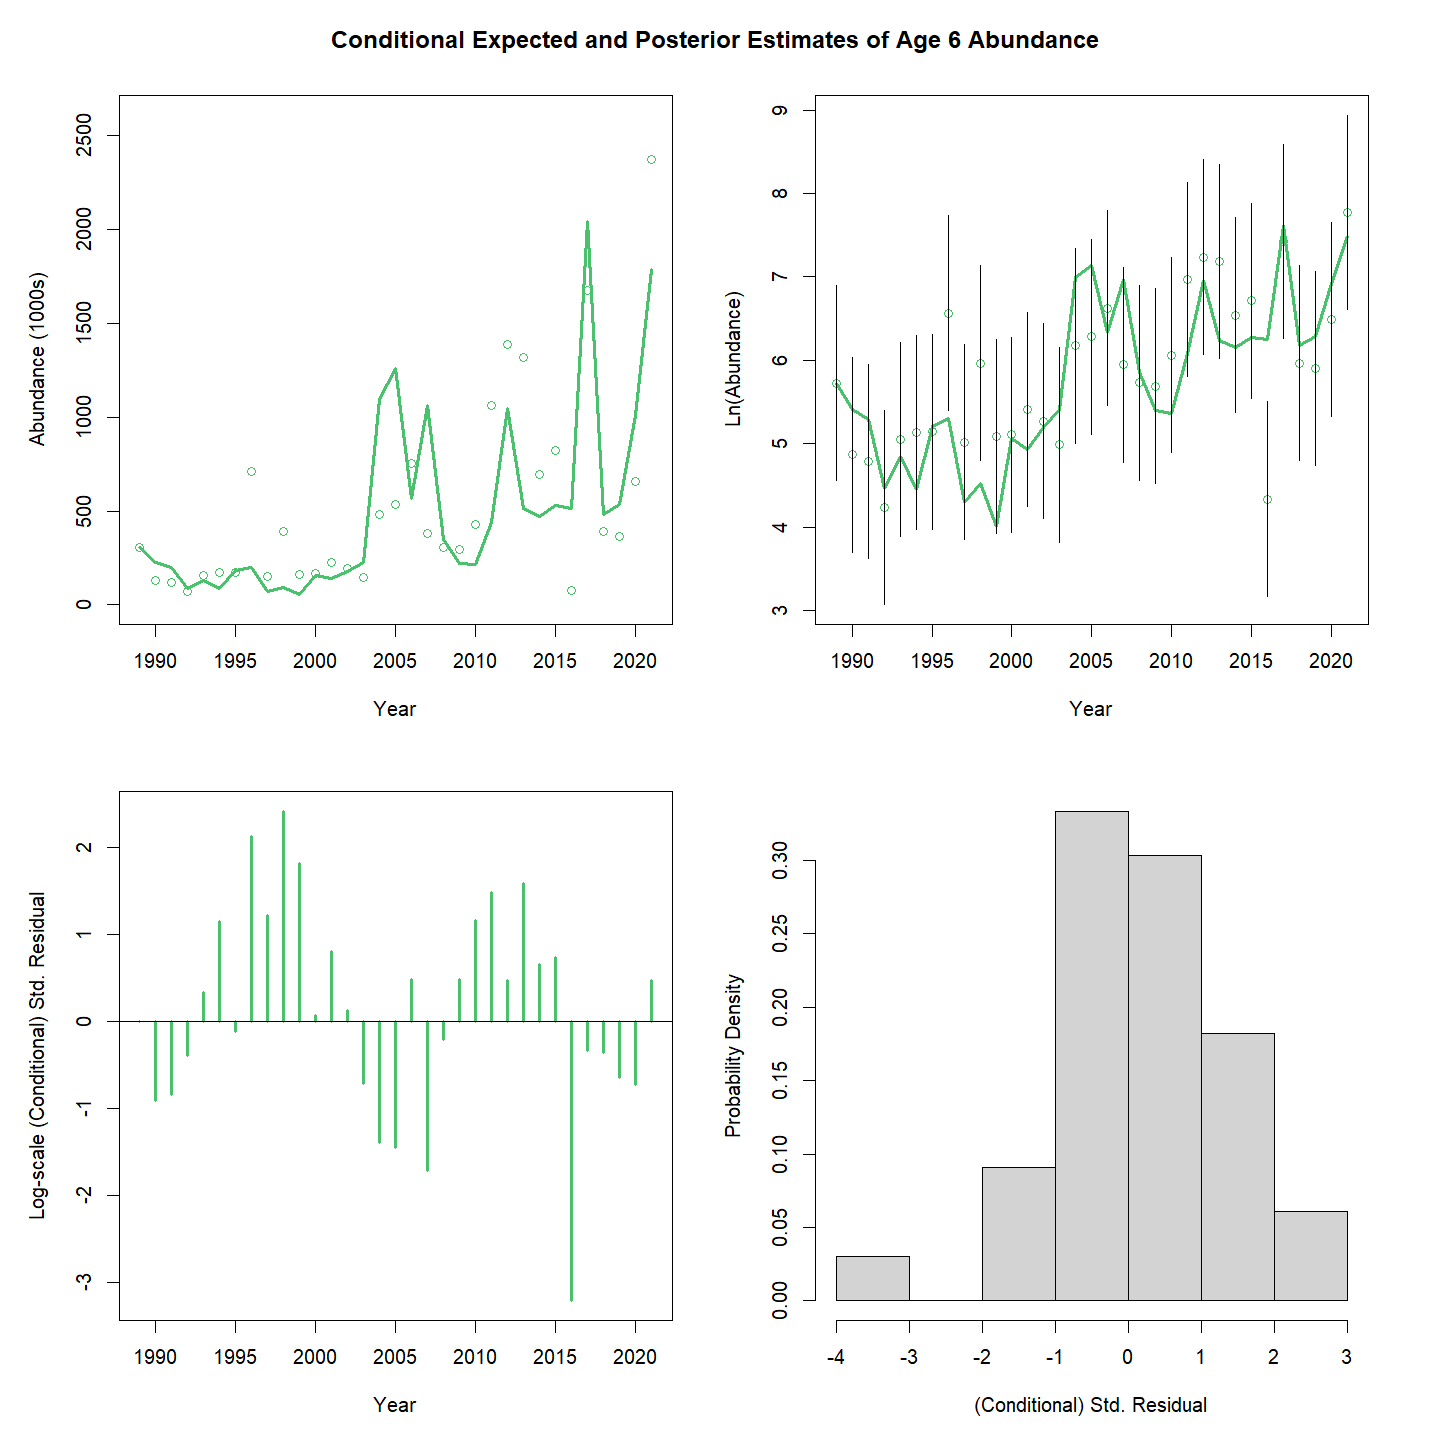 Conditional Expected and Posterior Estimates of Age 6 Abundance
Abundance (1000s)
2500
2000
1500
1000
500
0
1990 1995 2000 2005 2010 2015 2020
Year
Ln(Abundance)
9
8
7
6
5
4
3
1990 1995 2000 2005 2010 2015 2020
Year
Log-scale (Conditional) Std. Residual
2
1
0
-1
-2
-3
1990 1995 2000 2005 2010 2015 2020
Year
Probability Density
0.30
0.25
0.20
0.15
0.10
0.05
0.00
-4 -3 -2 -1 0 1 2 3
(Conditional) Std. Residual